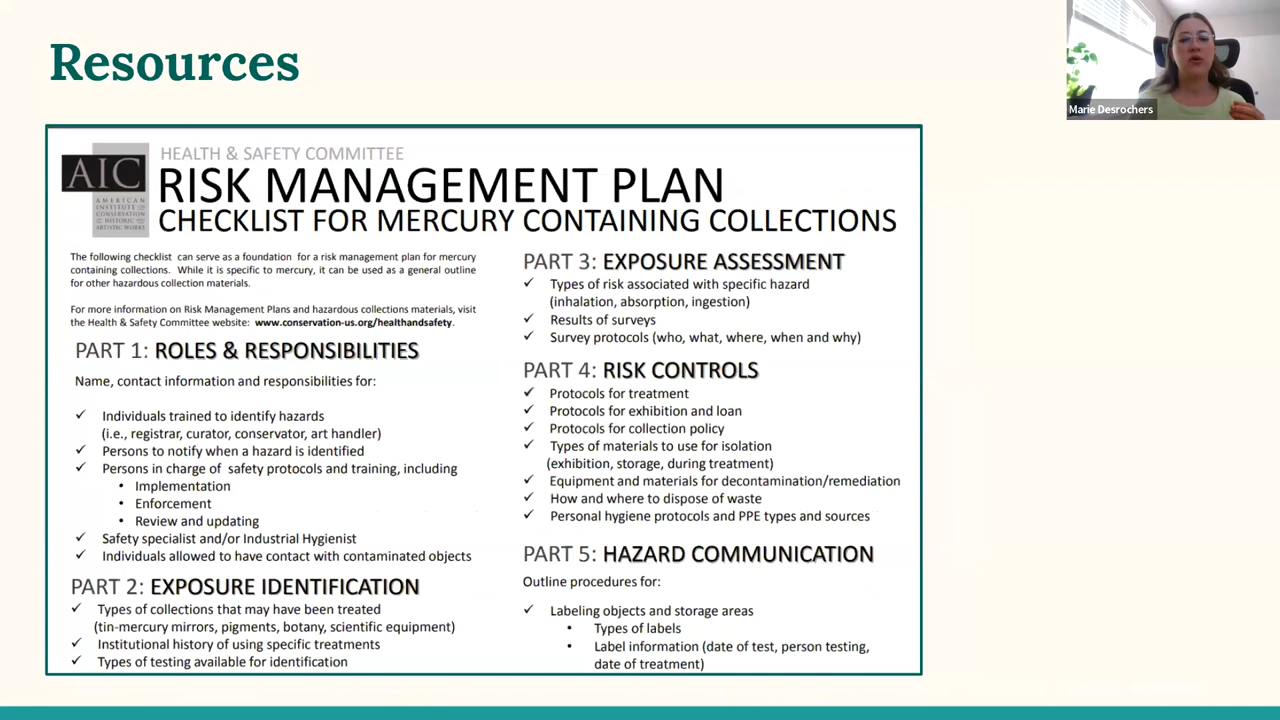 Resources
Marie Desrochers
AIC
AMERICAN
INSTITUTE
CONSERVATION
ARTISTIC WORKS
HEALTH & SAFETY COMMITTEE
RISK MANAGEMENT PLAN
CHECKLIST FOR MERCURY CONTAINING COLLECTIONS
The following checklist can serve as a foundation for a risk management plan for mercury
containing collections. While it is specific to mercury, it can be used as a general outline
for other hazardous collection materials.
For more information on Risk Management Plans and hazardous collections materials, visit
the Health & Safety Committee website: www.conservation-us.org/healthandsafety.
PART 1: ROLES & RESPONSIBILITIES
Name, contact information and responsibilities for:
✓ Individuals trained to identify hazards
(i.e., registrar, curator, conservator, art handler)
✓ Persons to notify when a hazard is identified
✓ Persons in charge of safety protocols and training, including
• Implementation
• Enforcement
• Review and updating
✓ Safety specialist and/or Industrial Hygienist
✓ Individuals allowed to have contact with contaminated objects
PART 2: EXPOSURE IDENTIFICATION
✓ Types of collections that may have been treated
(tin-mercury mirrors, pigments, botany, scientific equipment)
✓ Institutional history of using specific treatments
✓ Types of testing available for identification
PART 3: EXPOSURE ASSESSMENT
✓ Types of risk associated with specific hazard
(inhalation, absorption, ingestion)
✓ Results of surveys
✓ Survey protocols (who, what, where, when and why)
PART 4: RISK CONTROLS
✓ Protocols for treatment
✓ Protocols for exhibition and loan
✓ Protocols for collection policy
✓ Types of materials to use for isolation
(exhibition, storage, during treatment)
✓ Equipment and materials for decontamination/remediation
✓ How and where to dispose of waste
✓ Personal hygiene protocols and PPE types and sources
PART 5: HAZARD COMMUNICATION
Outline procedures for:
✓ Labeling objects and storage areas
• Types of labels
• Label information (date of test, person testing,
date of treatment)